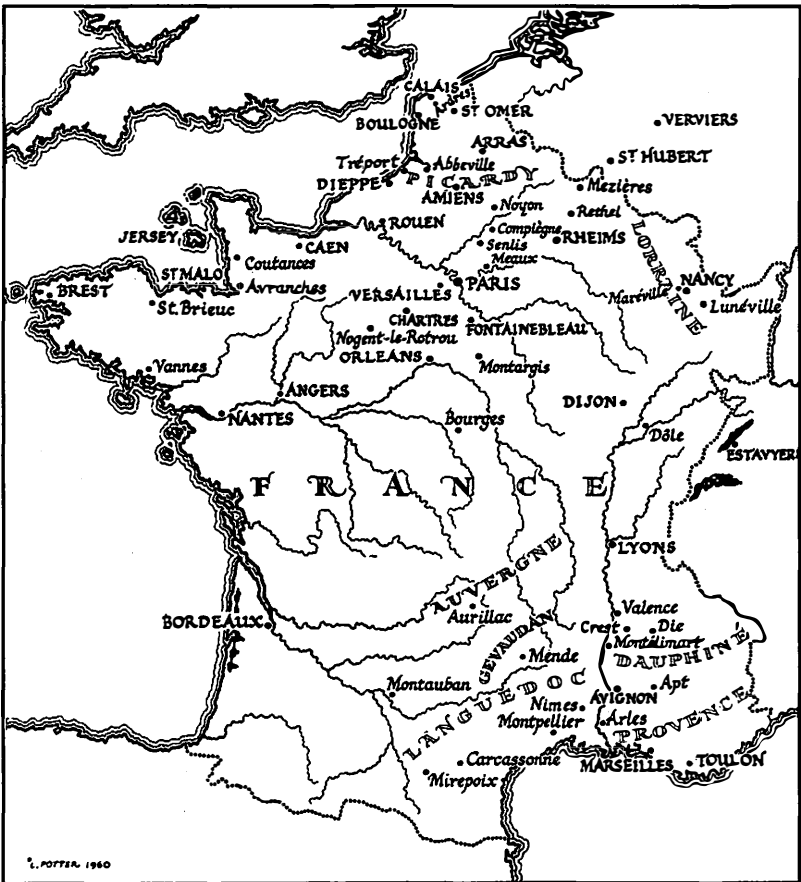 CALAIS
Ardres
ST OMER
BOULOGNE
VERVIERS
ARRAS
ST HUBERT
Tréport
Abbeville
PICARDY
DIEPPE
AMIENS
Mezières
Noyon
Rethel
ROUEN
Compiègne
RHEIMS
Senlis
Meaux
LORRAINE
JERSEY
CAEN
Coutances
ST MALO
Avranches
BREST
St. Brieuc
VERSAILLES
PARIS
NANCY
Maréville
Lunéville
CHARTRES
FONTAINEBLEAU
Nogent-le-Rotrou
ORLEANS
Montargis
Vannes
ANGERS
NANTES
DIJON
Bourges
Dôle
ESTAVYER
FRANCE
LYONS
AUVERGNE
Aurillac
BORDEAUX
Valence
Crest
Die
GEVAUDAN
Montélimart
Mende
DAUPHINÉ
Montauban
LANGUEDOC
AVIGNON
Apt
Nimes
Arles
Montpellier
PROVENCE
Carcassonne
MARSEILLES
TOULON
Mirepoix
L. POTTER 1960